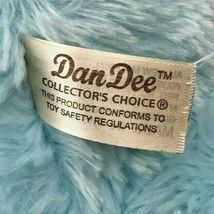 DanDee™
COLLECTOR'S CHOICE®
THIS PRODUCT CONFORMS TO
TOY SAFETY REGULATIONS